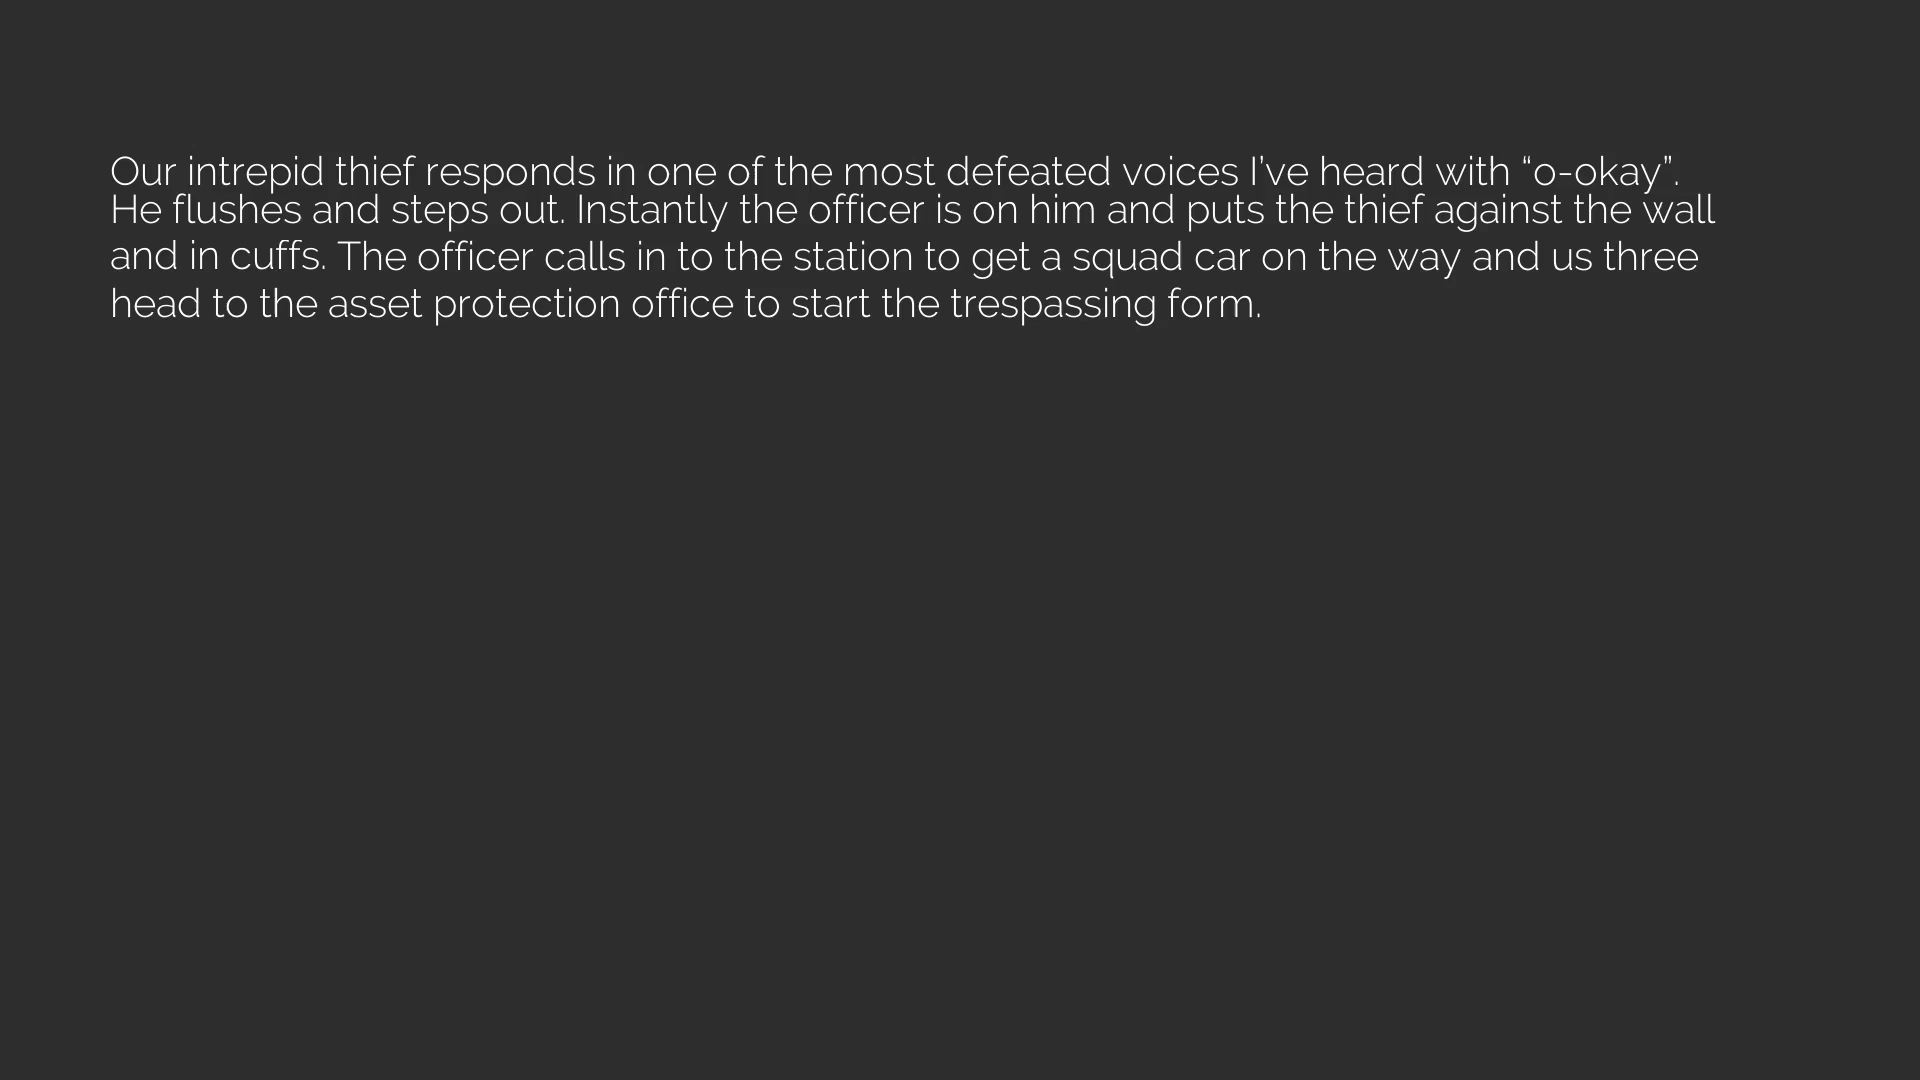 Our intrepid thief responds in one of the most defeated voices I’ve heard with “o-okay”.
He flushes and steps out. Instantly the officer is on him and puts the thief against the wall
and in cuffs. The officer calls in to the station to get a squad car on the way and us three
head to the asset protection office to start the trespassing form.